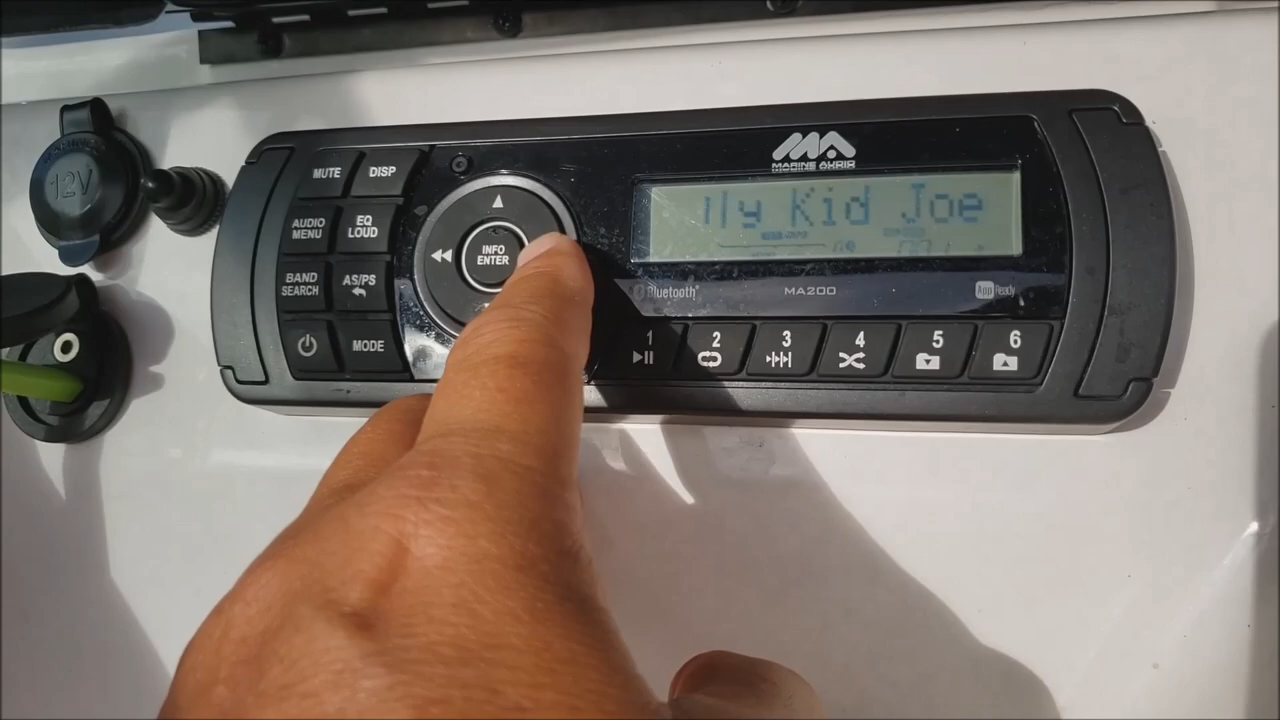 12V
MUTE
DISP
AUDIO MENU
EQ LOUD
BAND SEARCH
AS/PS
MODE
INFO ENTER
MARINE AUDIO
lly Kid Joe
Bluetooth®
MA200
App Ready
1
2
3
4
5
6